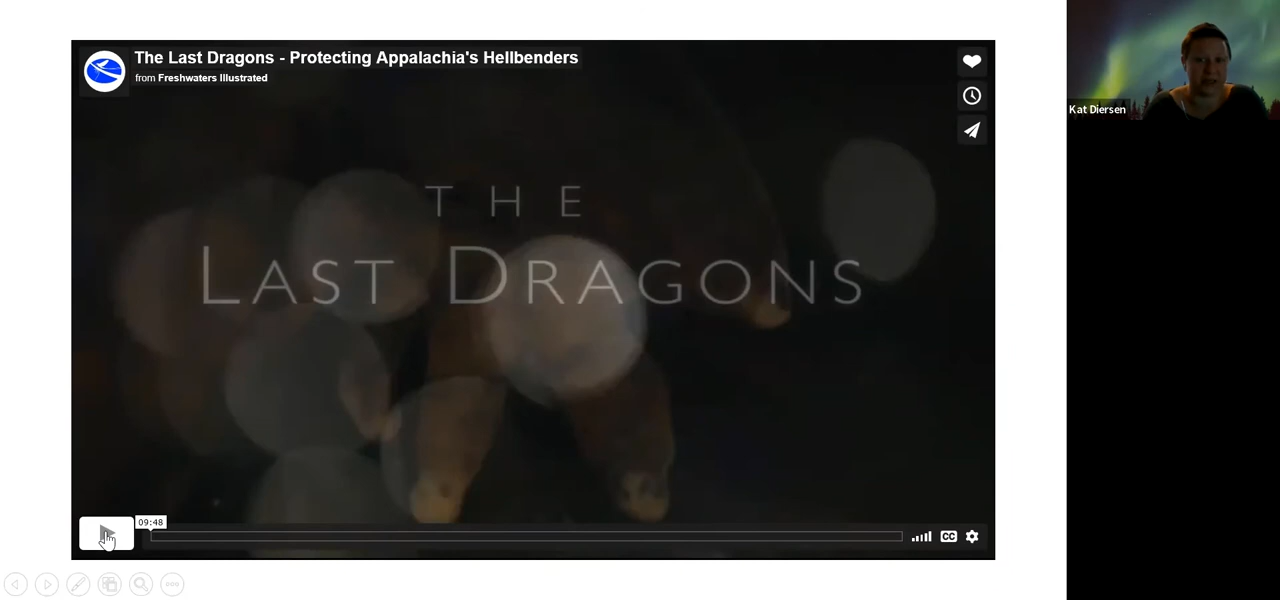 The Last Dragons - Protecting Appalachia's Hellbenders
from Freshwaters Illustrated
THE
LAST DRAGONS
Kat Diersen
09:48
CC